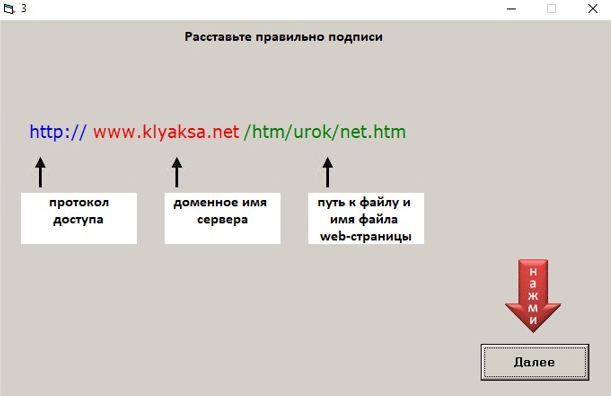 3
Расставьте правильно подписи
http:// www.klyaksa.net /htm/urok/net.htm
протокол
доступа
доменное имя
сервера
путь к файлу и
имя файла
web-страницы
нажми
Далее